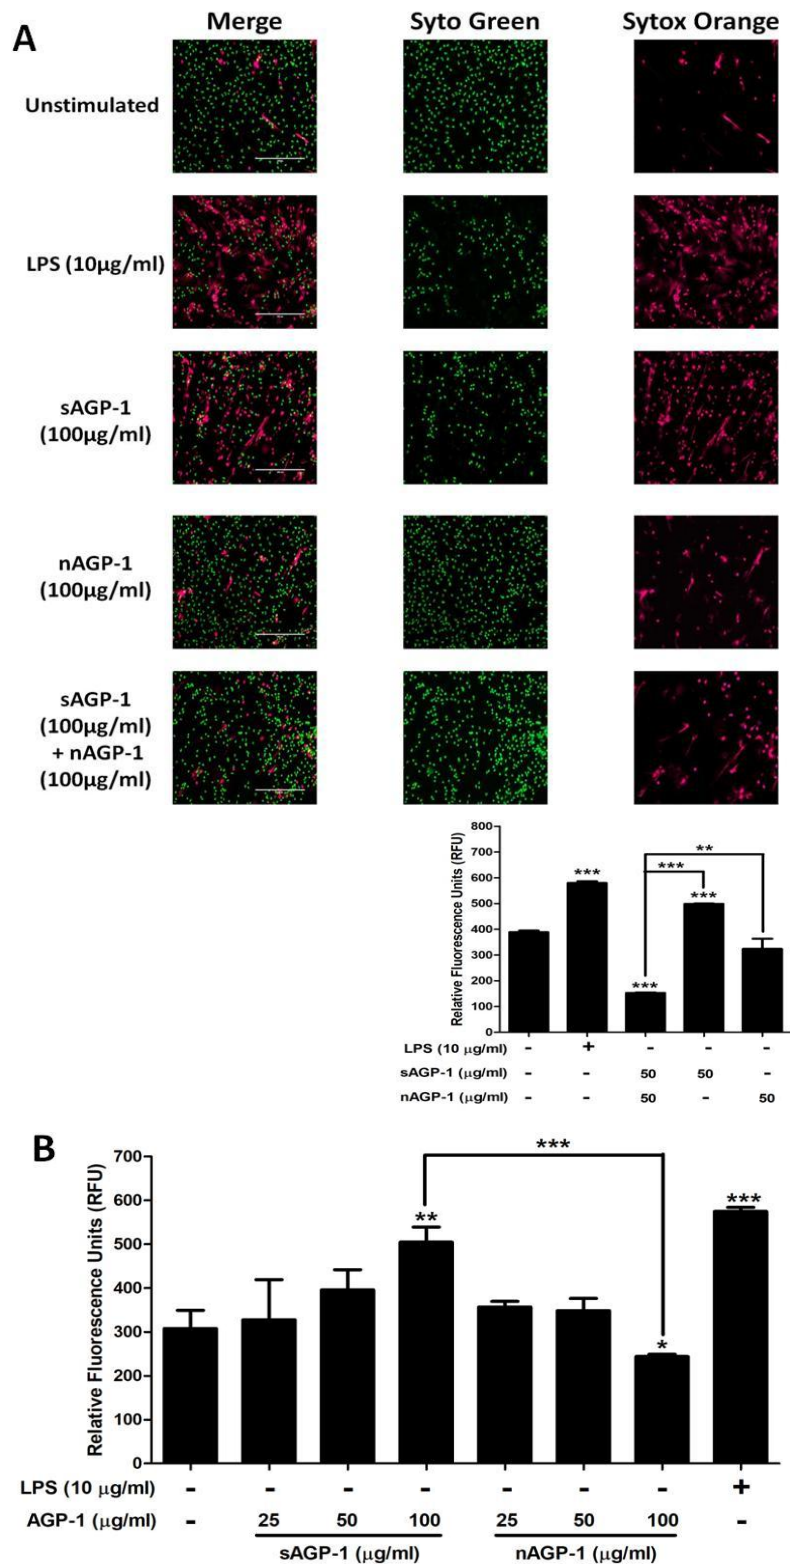 A
Merge Syto Green Sytox Orange
Unstimulated
LPS (10µg/ml)
sAGP-1
(100µg/ml)
nAGP-1
(100µg/ml)
sAGP-1
(100µg/ml)
+ nAGP-1
(100µg/ml)
Relative Fluorescence Units (RFU)
800
700
600
500
400
300
200
100
0
*** *** *** *** **
LPS (10 µg/ml) - + - - -
sAGP-1 (µg/ml) - - 50 50 -
nAGP-1 (µg/ml) - - 50 - 50
B
Relative Fluorescence Units (RFU)
700
600
500
400
300
200
100
0
** *** * ***
LPS (10 µg/ml) - - - - - - - +
AGP-1 (µg/ml) - 25 50 100 25 50 100 -
sAGP-1 (µg/ml) nAGP-1 (µg/ml)